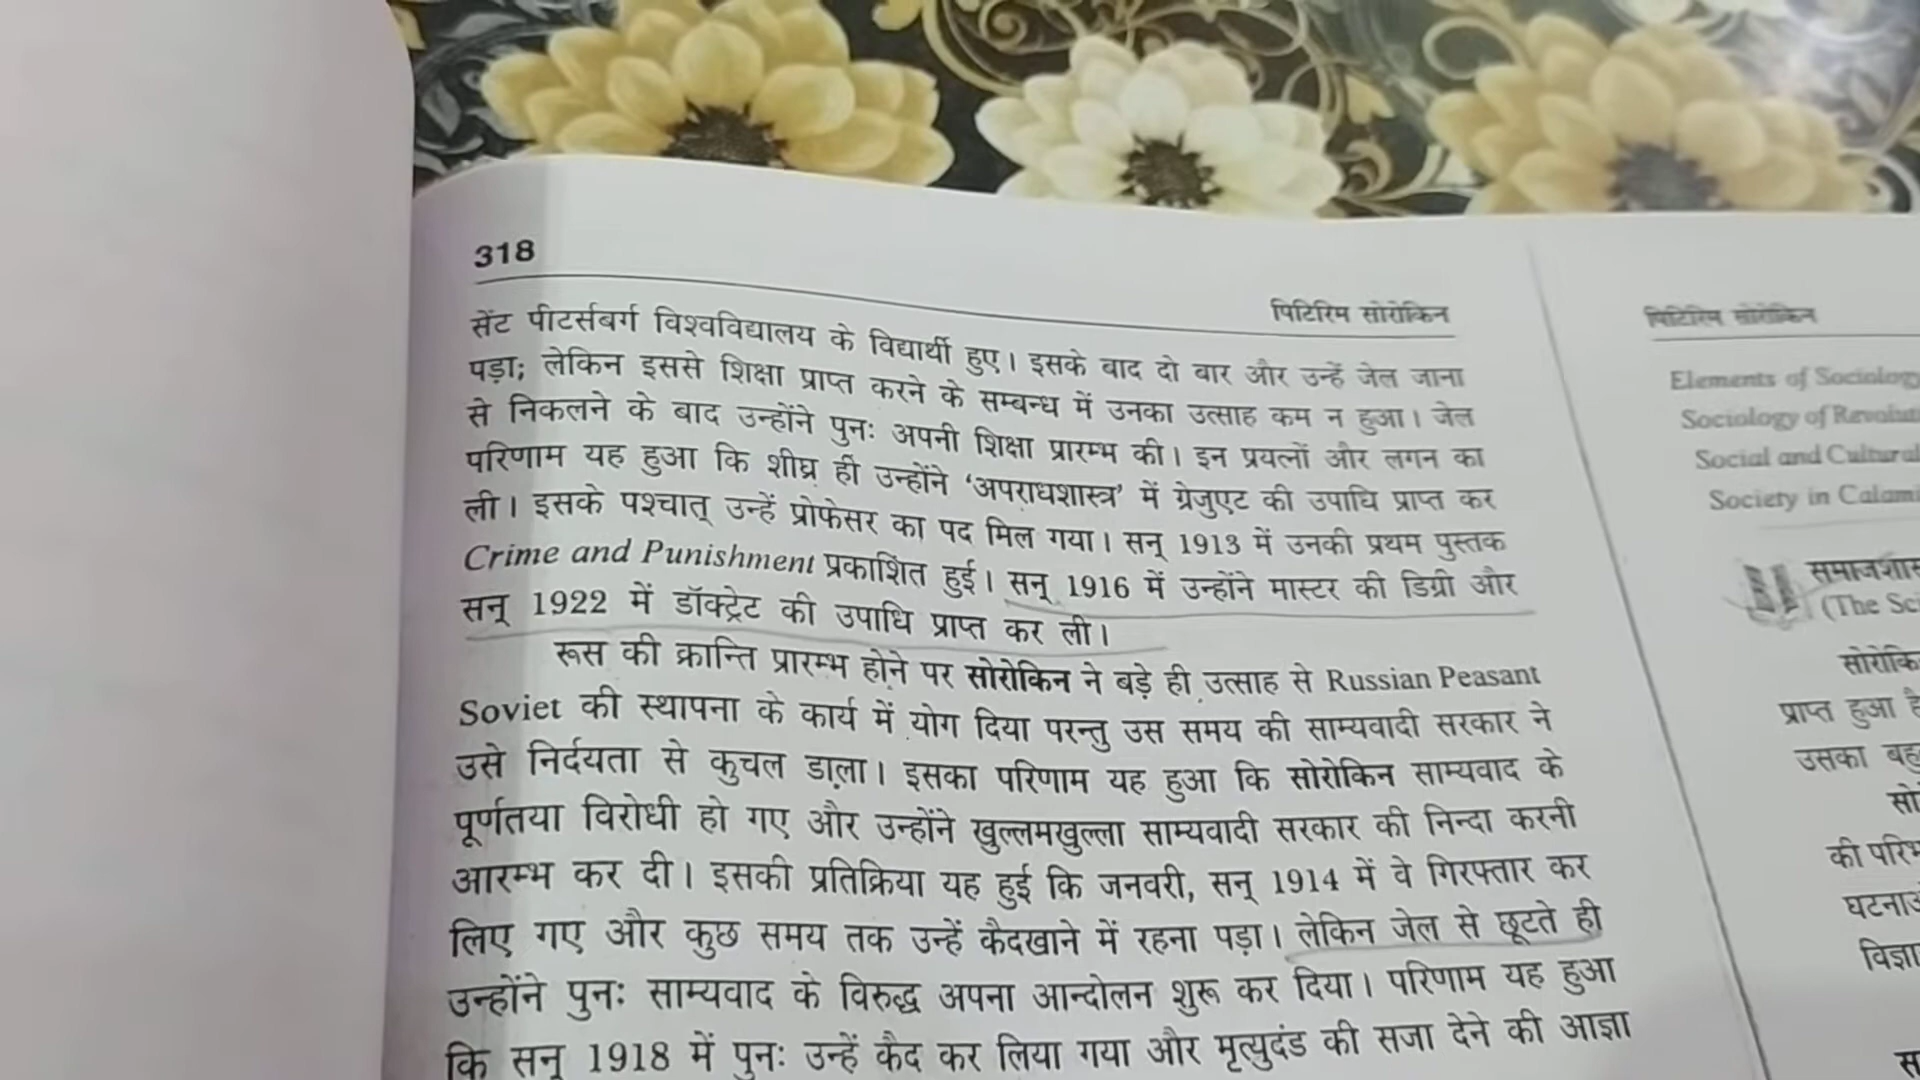 318
पिटिरिम सोरोकिन
सेंट पीटर्सबर्ग विश्वविद्यालय के विद्यार्थी हुए। इसके बाद दो बार और उन्हें जेल जाना
पड़ा; लेकिन इससे शिक्षा प्राप्त करने के सम्बन्ध में उनका उत्साह कम न हुआ। जेल
से निकलने के बाद उन्होंने पुनः अपनी शिक्षा प्रारम्भ की। इन प्रयत्नों और लगन का
परिणाम यह हुआ कि शीघ्र ही उन्होंने ‘अपराधशास्त्र’ में ग्रेजुएट की उपाधि प्राप्त कर
ली। इसके पश्चात् उन्हें प्रोफेसर का पद मिल गया। सन् 1913 में उनकी प्रथम पुस्तक
Crime and Punishment प्रकाशित हुई। सन् 1916 में उन्होंने मास्टर की डिग्री और
सन् 1922 में डॉक्ट्रेट की उपाधि प्राप्त कर ली।
रूस की क्रान्ति प्रारम्भ होने पर सोरोकिन ने बड़े ही उत्साह से Russian Peasant
Soviet की स्थापना के कार्य में योग दिया परन्तु उस समय की साम्यवादी सरकार ने
उसे निर्दयता से कुचल डाला। इसका परिणाम यह हुआ कि सोरोकिन साम्यवाद के
पूर्णतया विरोधी हो गए और उन्होंने खुल्लमखुल्ला साम्यवादी सरकार की निन्दा करनी
आरम्भ कर दी। इसकी प्रतिक्रिया यह हुई कि जनवरी, सन् 1914 में वे गिरफ्तार कर
लिए गए और कुछ समय तक उन्हें कैदखाने में रहना पड़ा। लेकिन जेल से छूटते ही
उन्होंने पुनः साम्यवाद के विरुद्ध अपना आन्दोलन शुरू कर दिया। परिणाम यह हुआ
कि सन् 1918 में पुनः उन्हें कैद कर लिया गया और मृत्युदंड की सजा देने की आज्ञा
पिटिरिम सोरोकिन
Elements of Sociology
Sociology of
Social and Cultural
Society in
(The
प्राप्त हुआ है
उसका
की